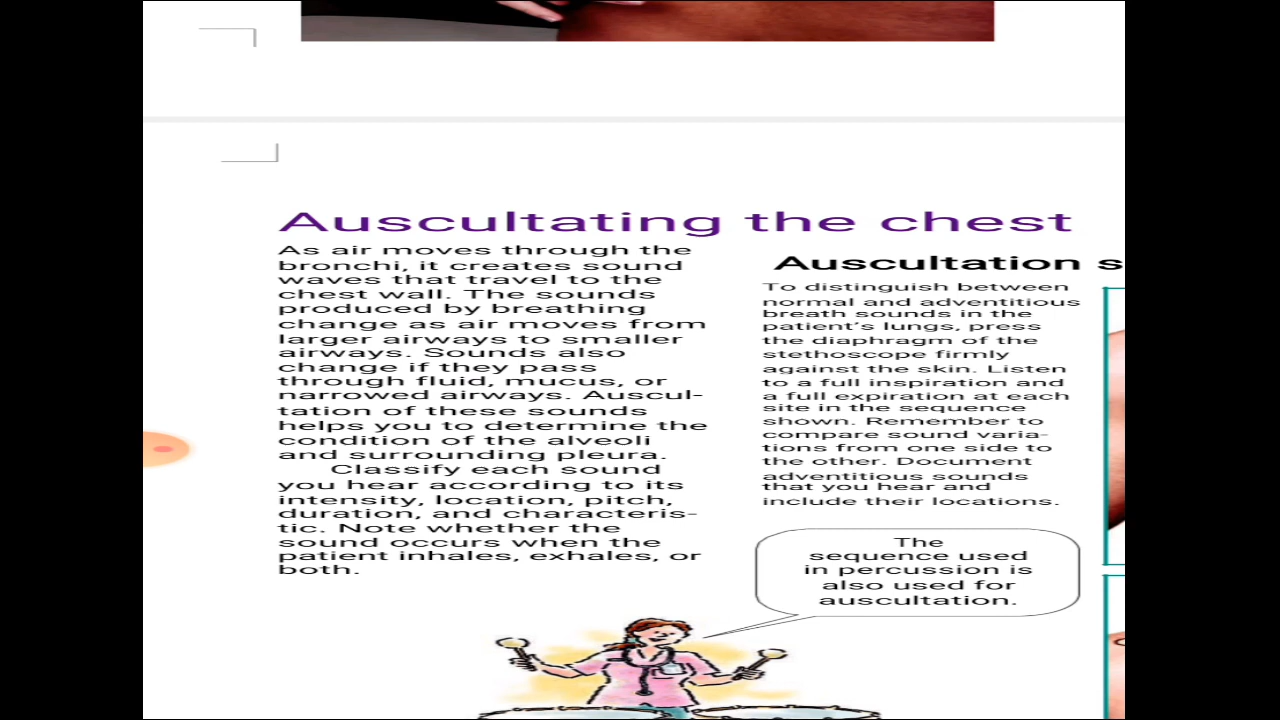 Auscultating the chest
As air moves through the
bronchi, it creates sound
waves that travel to the
chest wall. The sounds
produced by breathing
change as air moves from
larger airways to smaller
airways. Sounds also
change if they pass
through fluid, mucus, or
narrowed airways. Auscul-
tation of these sounds
helps you to determine the
condition of the alveoli
and surrounding pleura.
Classify each sound
you hear according to its
intensity, location, pitch,
duration, and characteris-
tic. Note whether the
sound occurs when the
patient inhales, exhales, or
both.
Auscultation s
To distinguish between
normal and adventitious
breath sounds in the
patient's lungs, press
the diaphragm of the
stethoscope firmly
against the skin. Listen
to a full inspiration and
a full expiration at each
site in the sequence
shown. Remember to
compare sound varia-
tions from one side to
the other. Document
adventitious sounds
that you hear and
include their locations.
The
sequence used
in percussion is
also used for
auscultation.